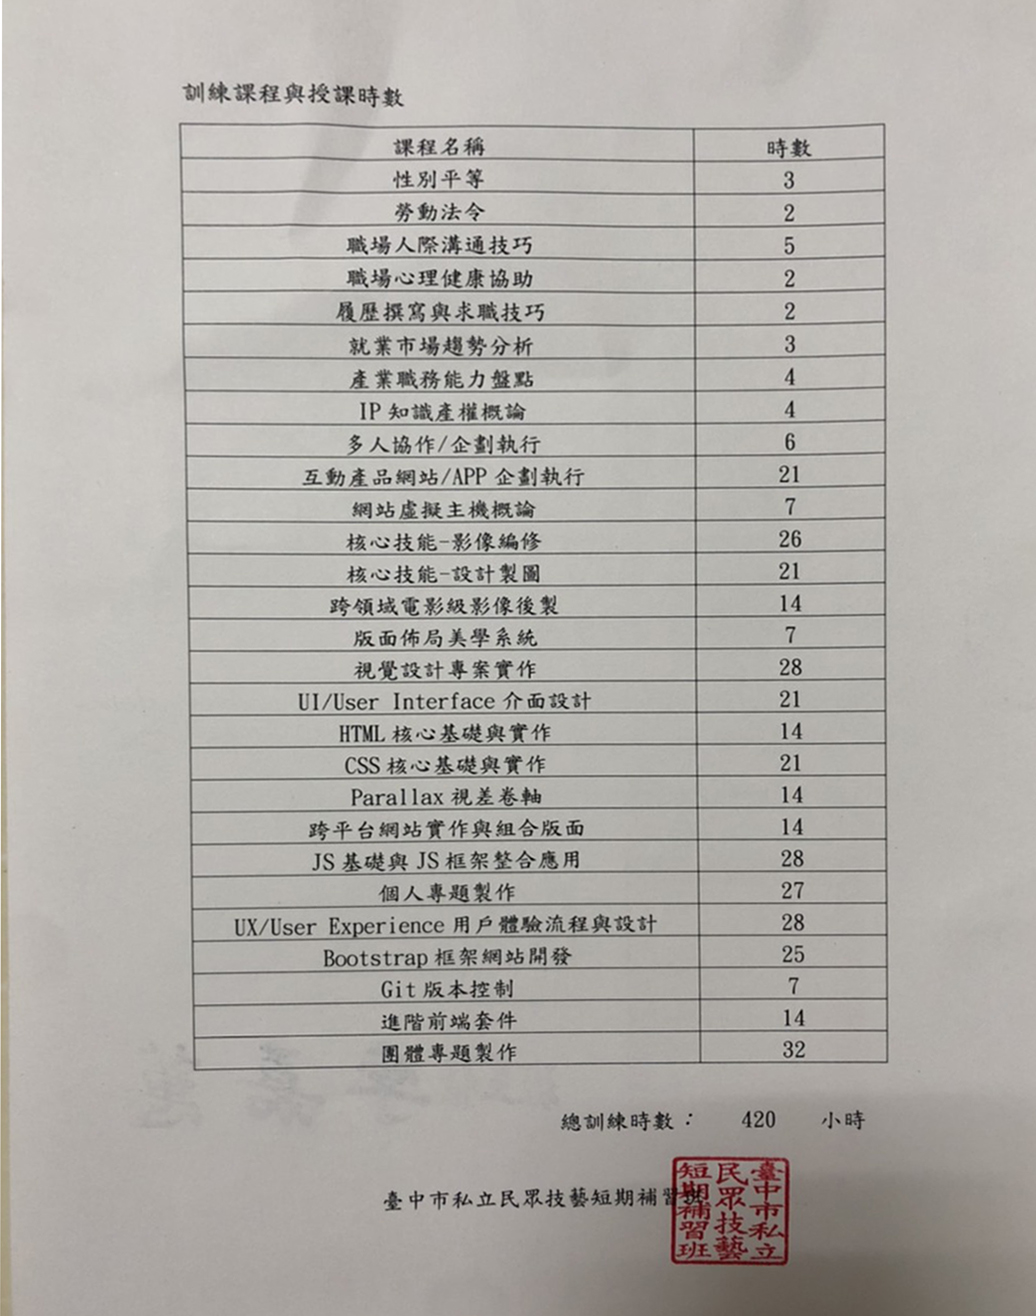 訓練課程與授課時數
課程名稱 時數
性別平等 3
勞動法令 2
職場人際溝通技巧 5
職場心理健康協助 2
履歷撰寫與求職技巧 2
就業市場趨勢分析 3
產業職務能力盤點 4
IP 知識產權概論 4
多人協作/企劃執行 6
互動產品網站/APP 企劃執行 21
網站虛擬主機概論 7
核心技能-影像編修 26
核心技能-設計製圖 21
跨領域電影級影像後製 14
版面佈局美學系統 7
視覺設計專案實作 28
UI/User Interface 介面設計 21
HTML 核心基礎與實作 14
CSS 核心基礎與實作 21
Parallax 視差卷軸 14
跨平台網站實作與組合版面 14
JS 基礎與 JS 框架整合應用 28
個人專題製作 27
UX/User Experience 用戶體驗流程與設計 28
Bootstrap 框架網站開發 25
Git 版本控制 7
進階前端套件 14
團體專題製作 32
總訓練時數： 420 小時
臺中市私立民眾技藝短期補習班
臺中市私立
民眾技藝
短期補習班